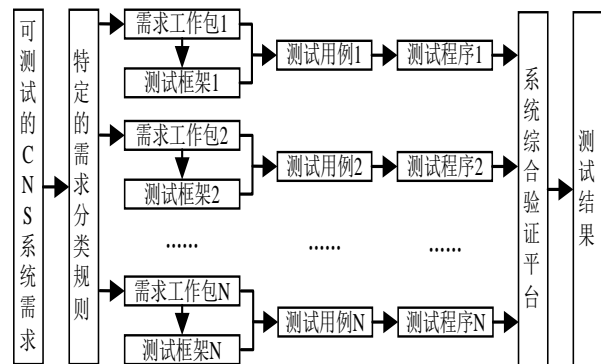 可测试的CNS系统需求
特定的需求分类规则
需求工作包1
测试框架1
测试用例1
测试程序1
需求工作包2
测试框架2
测试用例2
测试程序2
......
......
......
需求工作包N
测试框架N
测试用例N
测试程序N
系统综合验证平台
测试结果